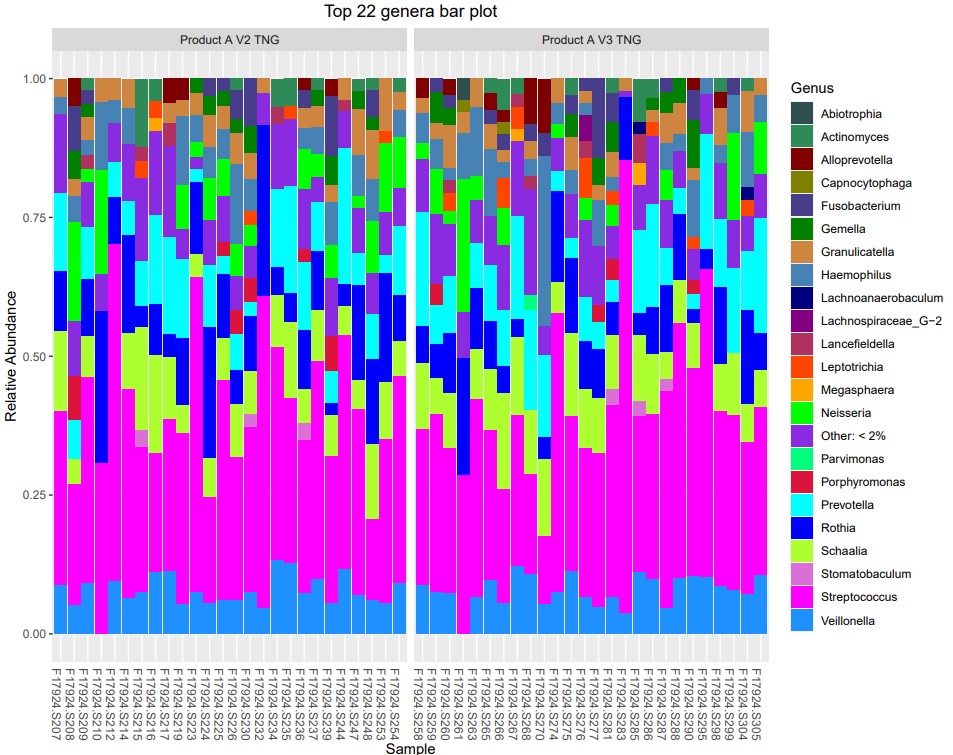 Top 22 genera bar plot
Product A V2 TNG
Product A V3 TNG
Relative Abundance
1.00
0.75
0.50
0.25
0.00
F17924.S207
F17924.S208
F17924.S209
F17924.S210
F17924.S212
F17924.S214
F17924.S215
F17924.S216
F17924.S217
F17924.S219
F17924.S223
F17924.S224
F17924.S225
F17924.S226
F17924.S230
F17924.S232
F17924.S234
F17924.S235
F17924.S236
F17924.S237
F17924.S239
F17924.S247
F17924.S248
F17924.S253
F17924.S254
F17924.S258
F17924.S259
F17924.S260
F17924.S261
F17924.S263
F17924.S265
F17924.S266
F17924.S267
F17924.S268
F17924.S270
F17924.S274
F17924.S275
F17924.S276
F17924.S277
F17924.S281
F17924.S283
F17924.S285
F17924.S286
F17924.S287
F17924.S288
F17924.S290
F17924.S295
F17924.S298
F17924.S299
F17924.S304
F17924.S305
Sample
Genus
Abiotrophia
Actinomyces
Alloprevotella
Capnocytophaga
Fusobacterium
Gemella
Granulicatella
Haemophilus
Lachnoanaerobaculum
Lachnospiraceae_G−2
Lancefieldella
Leptotrichia
Megasphaera
Neisseria
Other: < 2%
Parvimonas
Porphyromonas
Prevotella
Rothia
Schaalia
Stomatobaculum
Streptococcus
Veillonella